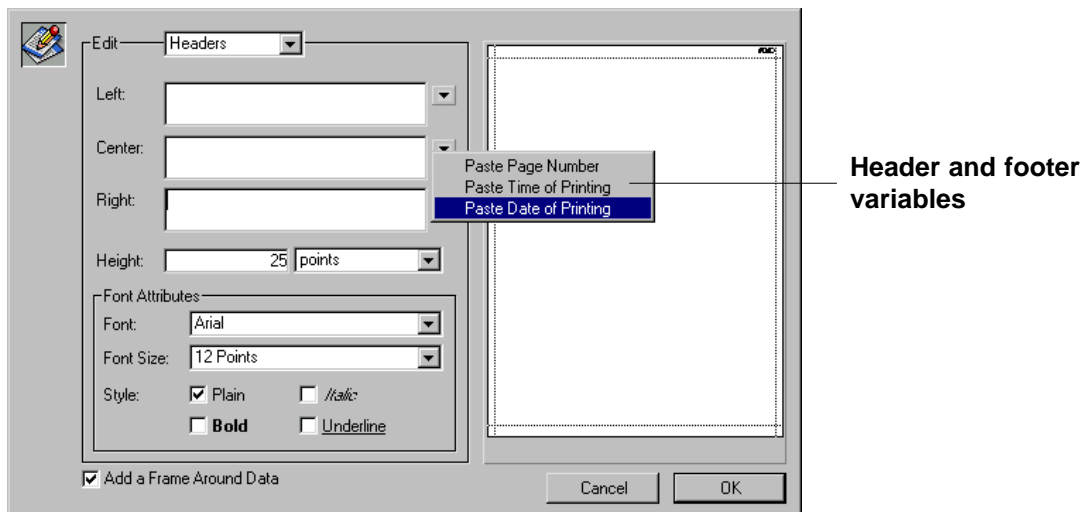 Edit Headers
Left:
Center:
Right:
Paste Page Number
Paste Time of Printing
Paste Date of Printing
Header and footer
variables
Height: 25 points
Font Attributes
Font: Arial
Font Size: 12 Points
Style: Plain Italic
Bold Underline
Add a Frame Around Data
Cancel OK